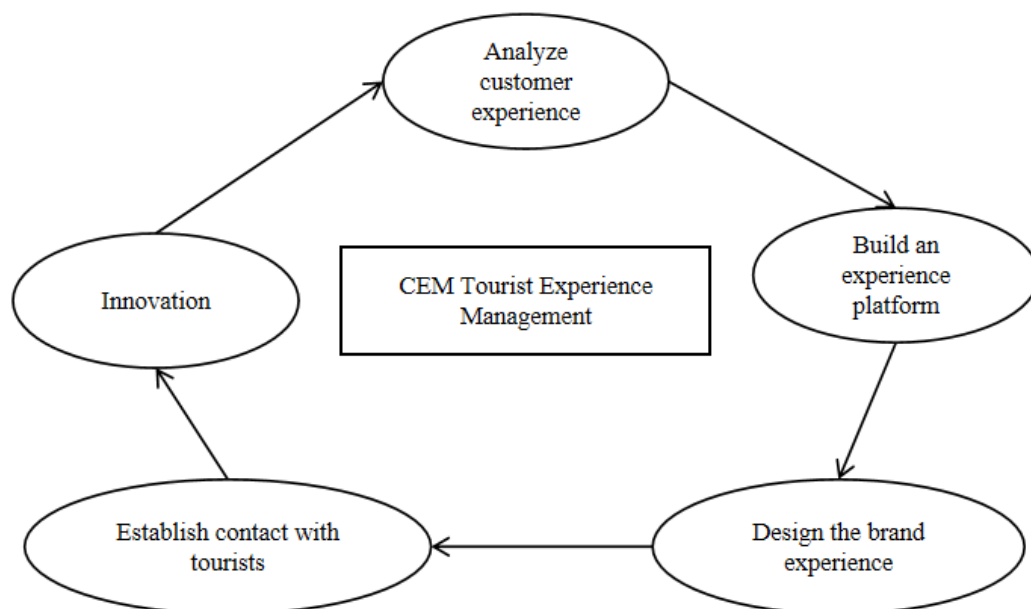 Analyze
customer
experience
Build an
experience
platform
Innovation
CEM Tourist Experience
Management
Establish contact with
tourists
Design the brand
experience